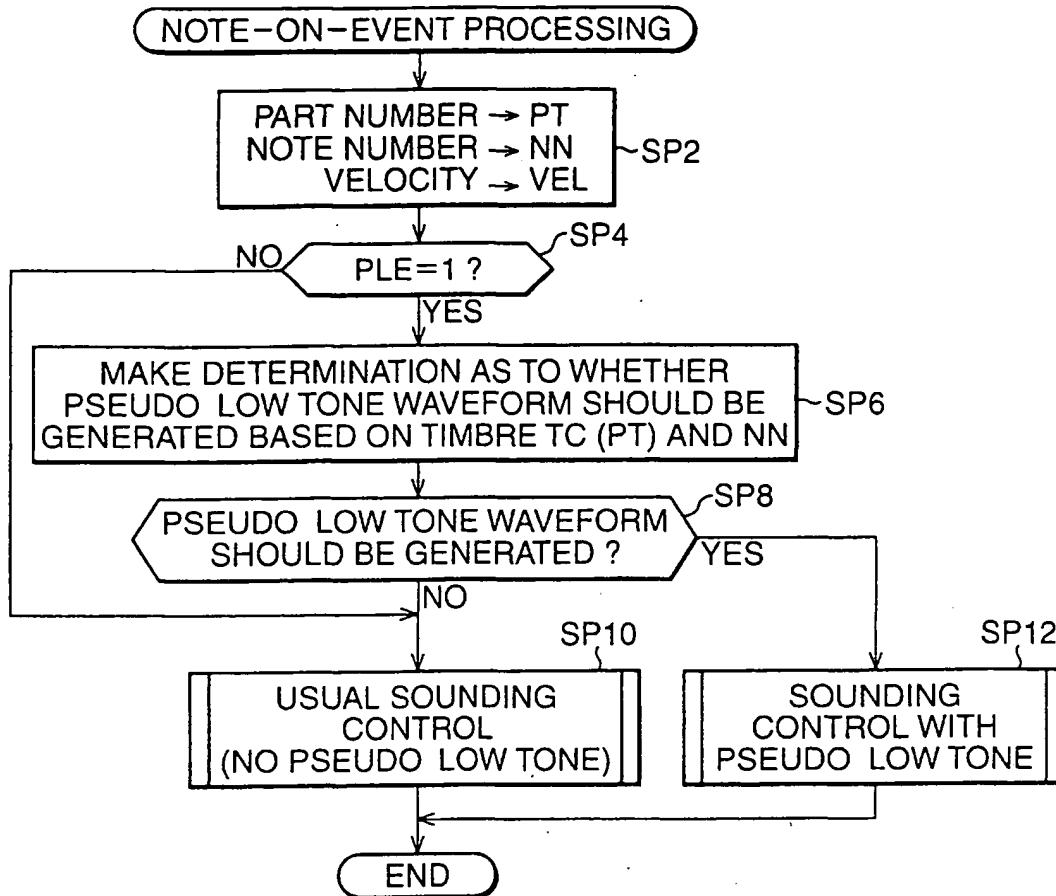 NOTE-ON-EVENT PROCESSING
PART NUMBER → PT
NOTE NUMBER → NN
VELOCITY → VEL
SP2
SP4
NO
PLE=1 ?
YES
MAKE DETERMINATION AS TO WHETHER
PSEUDO LOW TONE WAVEFORM SHOULD BE
GENERATED BASED ON TIMBRE TC (PT) AND NN
SP6
SP8
PSEUDO LOW TONE WAVEFORM
SHOULD BE GENERATED ?
YES
NO
SP10
USUAL SOUNDING
CONTROL
(NO PSEUDO LOW TONE)
SP12
SOUNDING
CONTROL WITH
PSEUDO LOW TONE
END